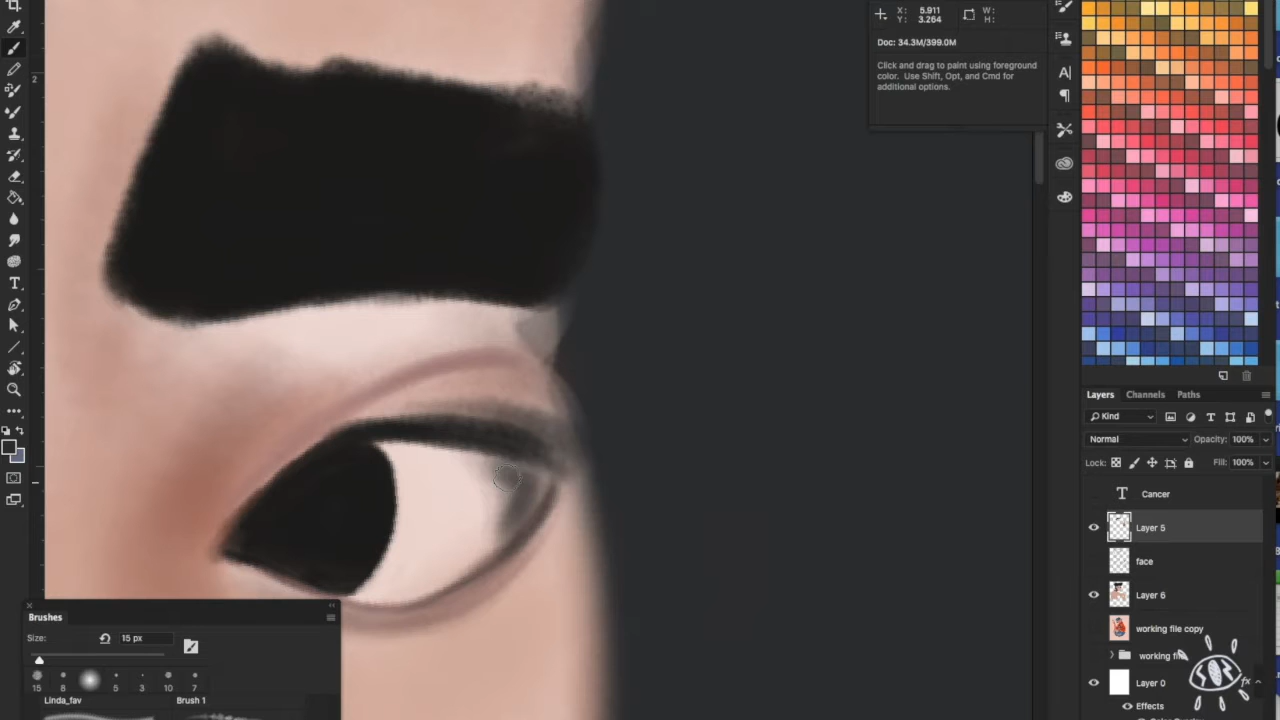 X: 5.911
Y: 3.264
W:
H:
Doc: 34.3M/399.0M
Click and drag to paint using foreground
color. Use Shift, Opt, and Cmd for
additional options.
2
Layers Channels Paths
Kind
Normal Opacity: 100%
Lock: Fill: 100%
Cancer
Layer 5
face
Layer 6
working file copy
Layer 0 fx
Effects
Brushes
Size: 15 px
15 8 5 3 10 7
Linda_fav Brush 1